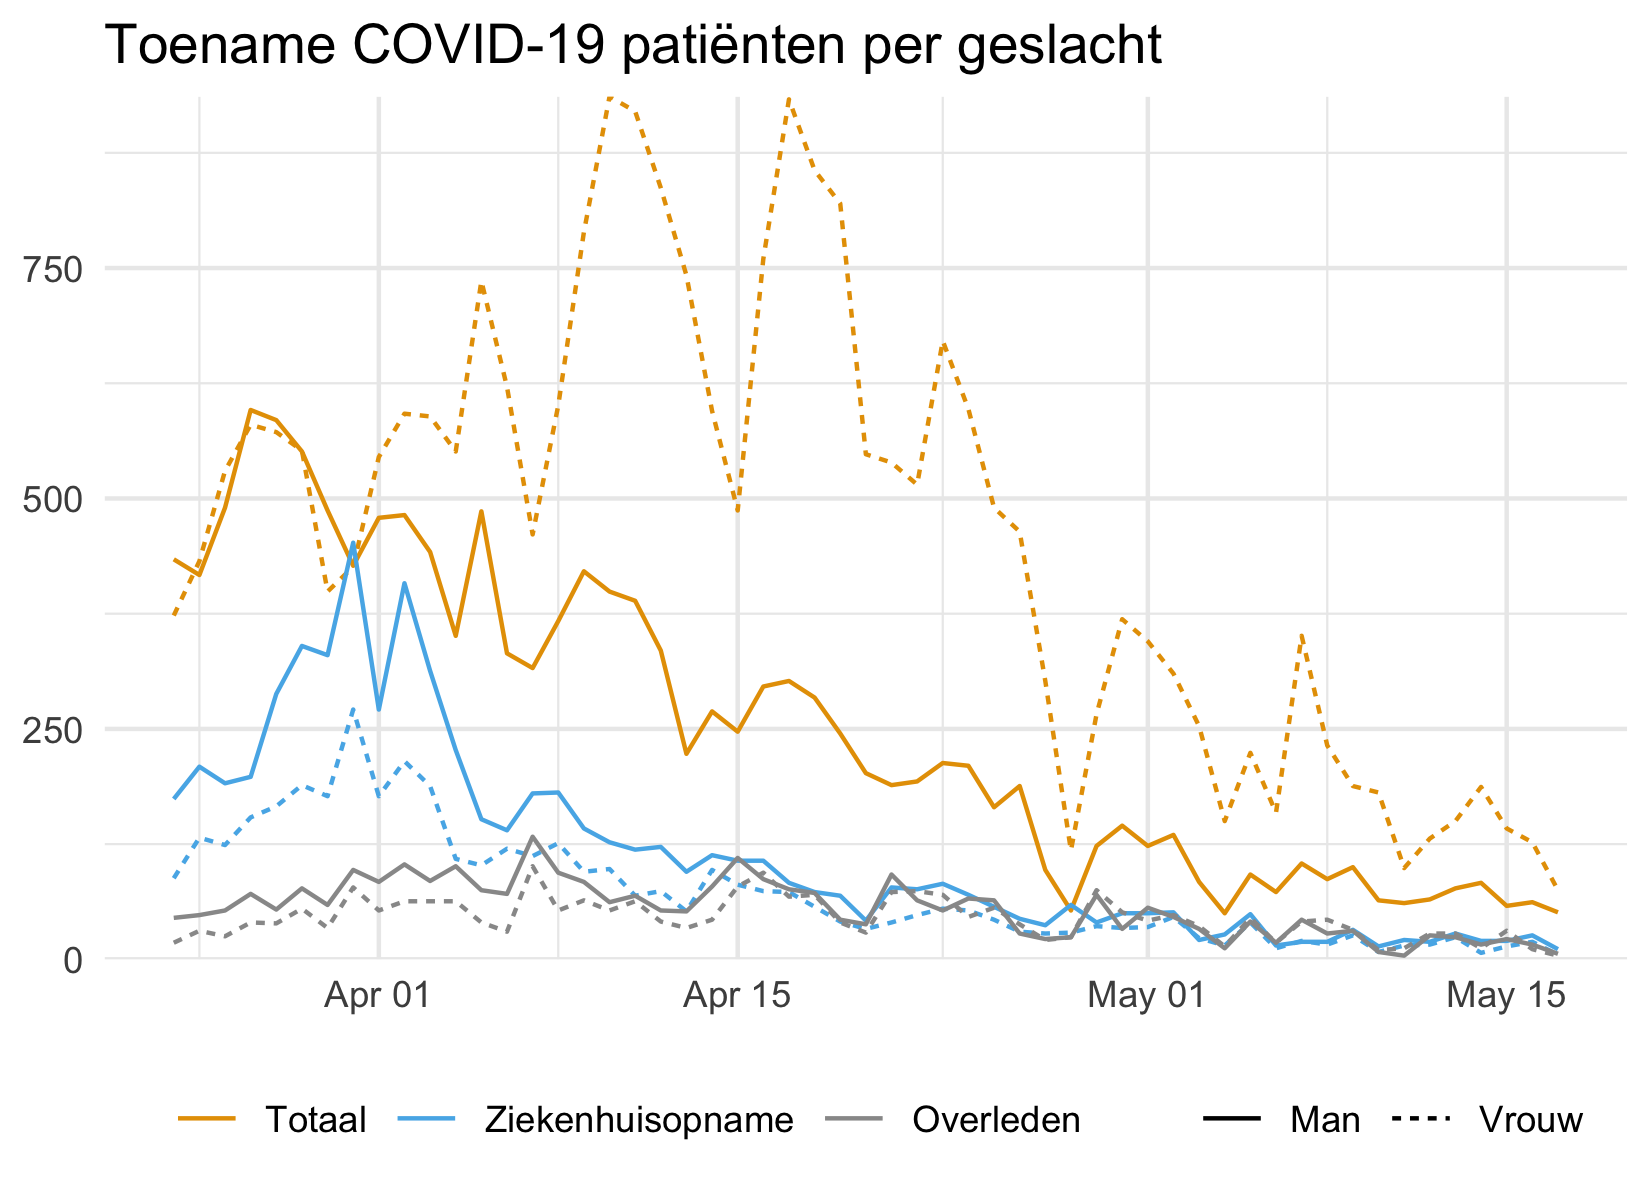 Toename COVID-19 patiënten per geslacht
750
500
250
0
Apr 01 Apr 15 May 01 May 15
Totaal Ziekenhuisopname Overleden Man Vrouw